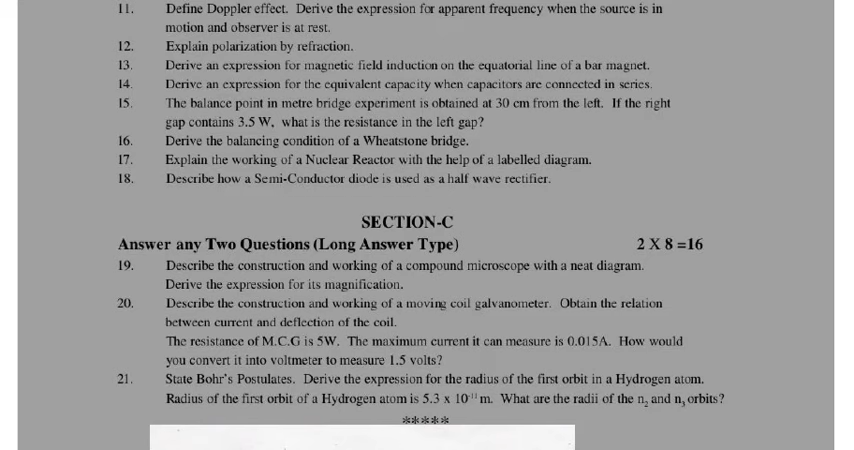 11. Define Doppler effect. Derive the expression for apparent frequency when the source is in
motion and observer is at rest.
12. Explain polarization by refraction.
13. Derive an expression for magnetic field induction on the equatorial line of a bar magnet.
14. Derive an expression for the equivalent capacity when capacitors are connected in series.
15. The balance point in metre bridge experiment is obtained at 30 cm from the left. If the right
gap contains 3.5 W, what is the resistance in the left gap?
16. Derive the balancing condition of a Wheatstone bridge.
17. Explain the working of a Nuclear Reactor with the help of a labelled diagram.
18. Describe how a Semi-Conductor diode is used as a half wave rectifier.
SECTION-C
Answer any Two Questions (Long Answer Type) 2 X 8 =16
19. Describe the construction and working of a compound microscope with a neat diagram.
Derive the expression for its magnification.
20. Describe the construction and working of a moving coil galvanometer. Obtain the relation
between current and deflection of the coil.
The resistance of M.C.G is 5W. The maximum current it can measure is 0.015A. How would
you convert it into voltmeter to measure 1.5 volts?
21. State Bohr's Postulates. Derive the expression for the radius of the first orbit in a Hydrogen atom.
Radius of the first orbit of a Hydrogen atom is 5.3 x 10⁻¹¹ m. What are the radii of the n₂ and n₃ orbits?
*****